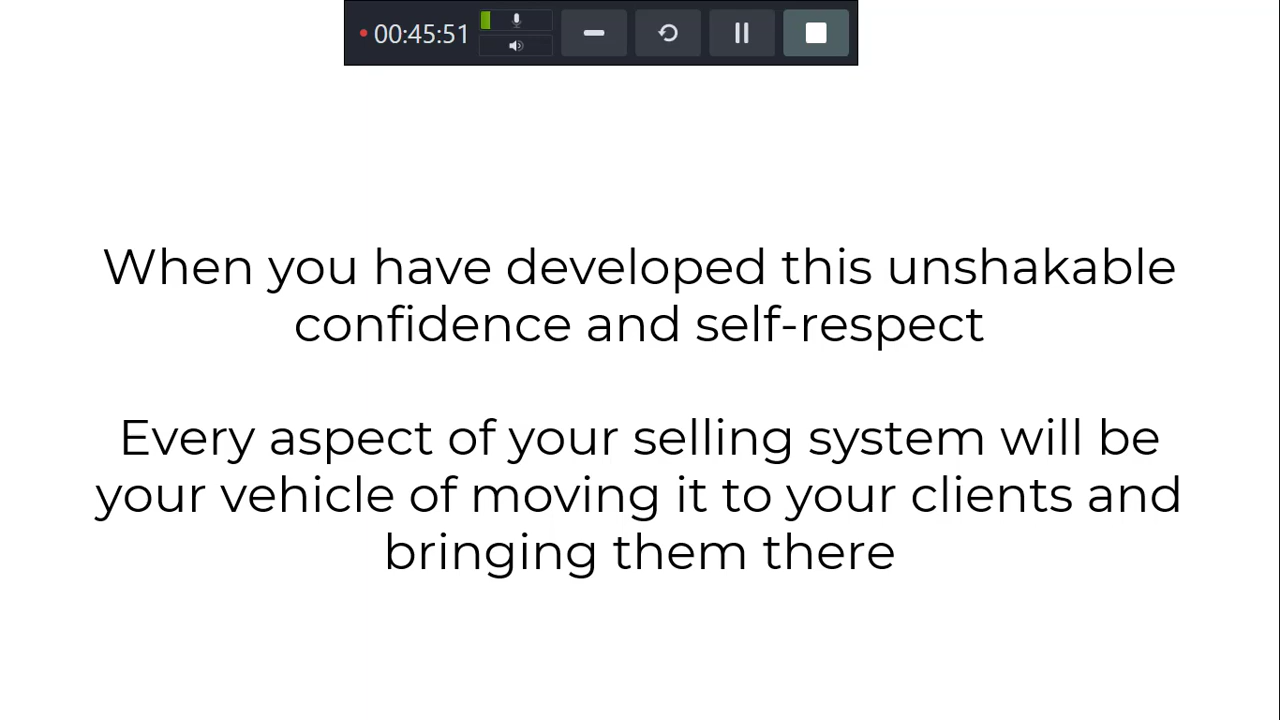 00:45:51
When you have developed this unshakable
confidence and self-respect
Every aspect of your selling system will be
your vehicle of moving it to your clients and
bringing them there